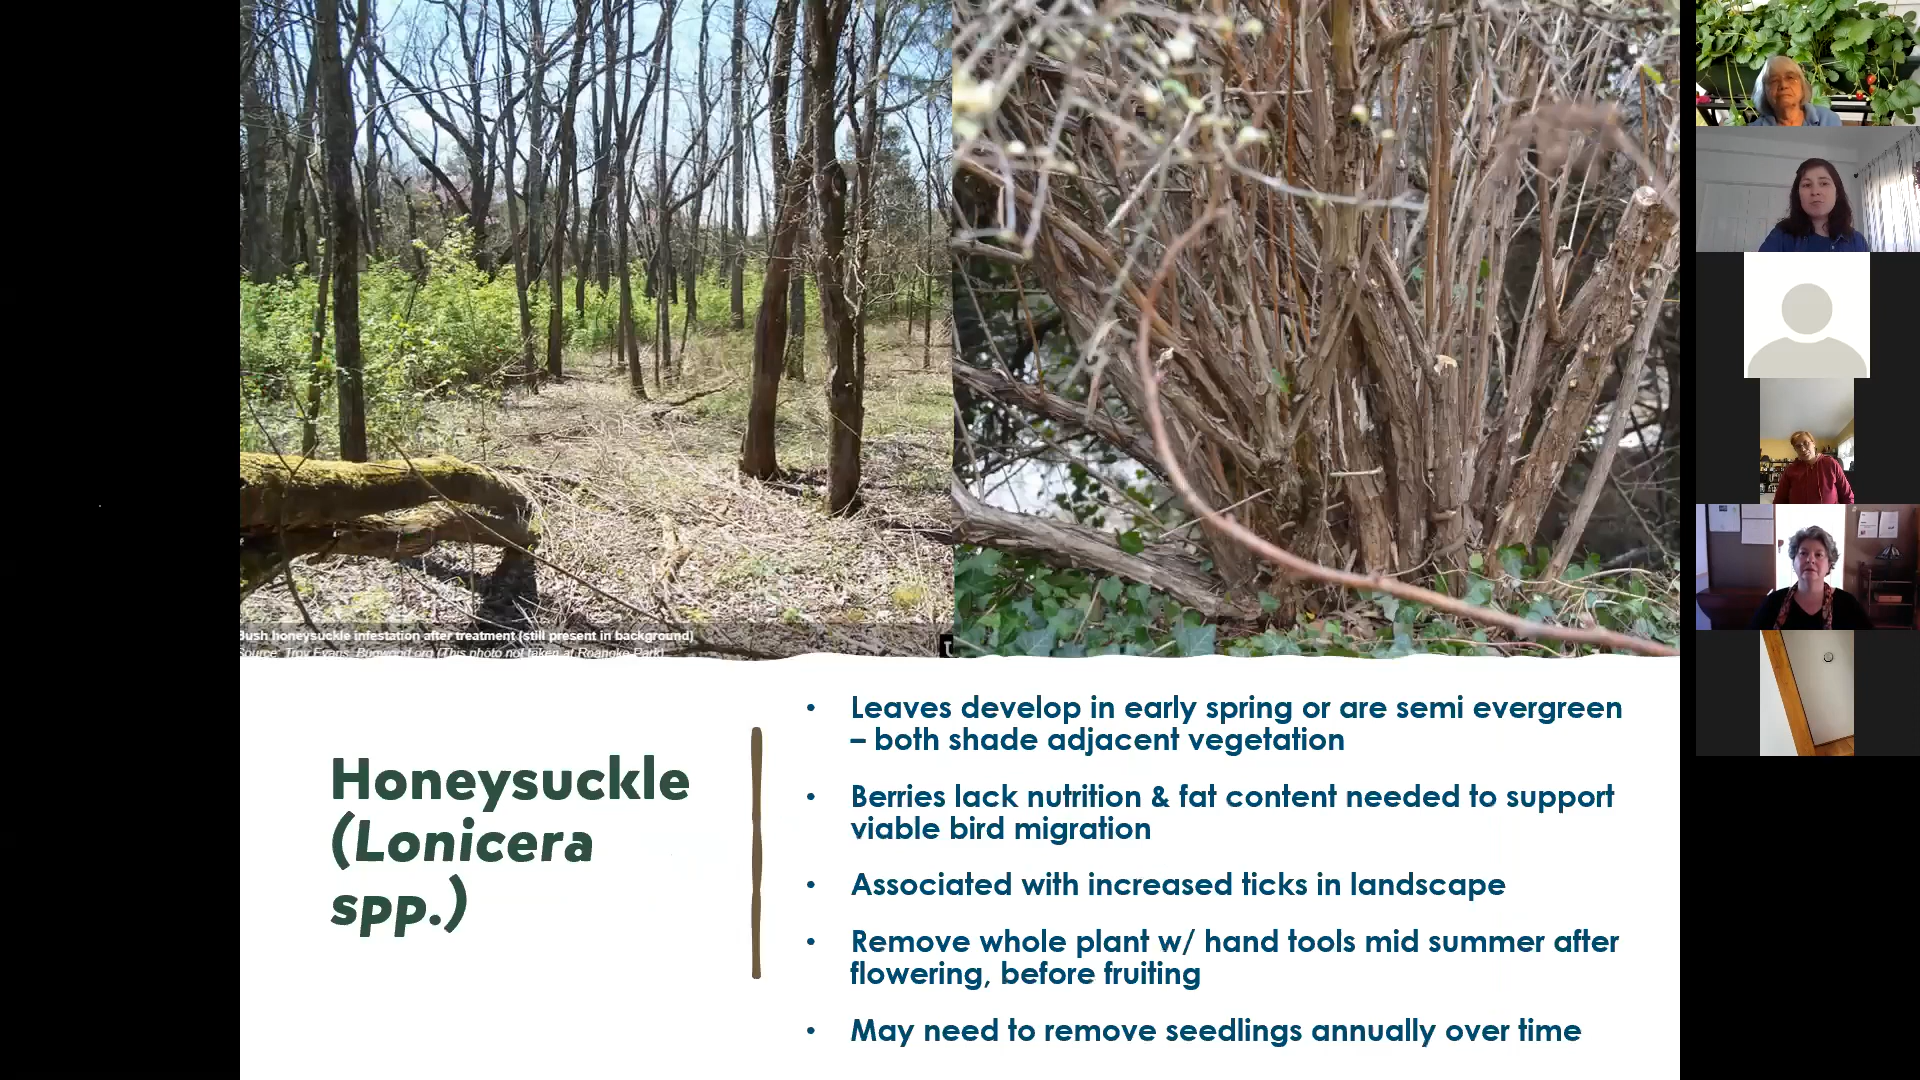 Bush honeysuckle infestation after treatment (still present in background)
Source: Troy Evans, Bugwood.org (This photo not taken at Roanoke Park)
Honeysuckle
(Lonicera
spp.)
• Leaves develop in early spring or are semi evergreen
– both shade adjacent vegetation
• Berries lack nutrition & fat content needed to support
viable bird migration
• Associated with increased ticks in landscape
• Remove whole plant w/ hand tools mid summer after
flowering, before fruiting
• May need to remove seedlings annually over time